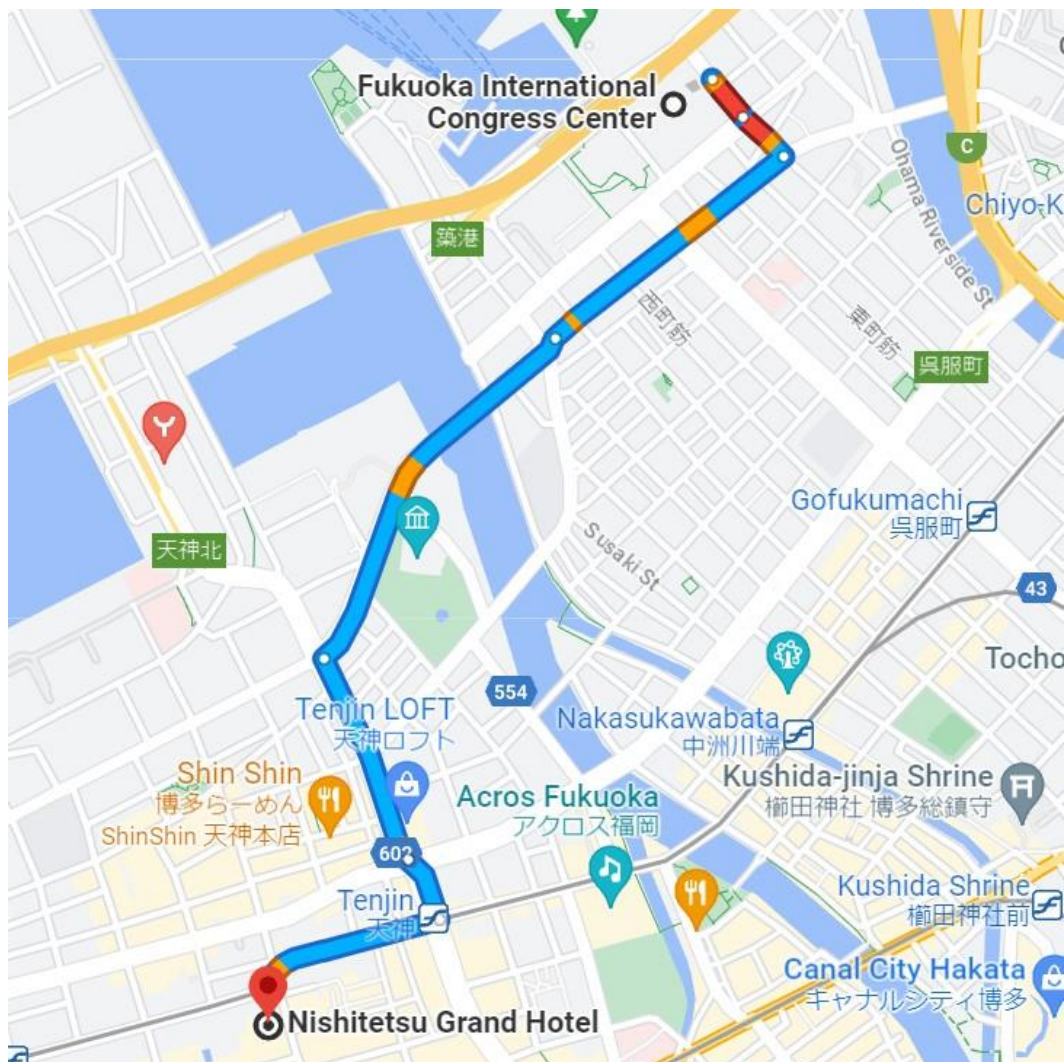 Fukuoka International
Congress Center
C
Ohama Riverside St
Chiyo-K
築港
西町筋
東町筋
呉服町
天神北
Gofukumachi
呉服町
Susaki St
43
Tocho
554
Tenjin LOFT
天神ロフト
Nakasukawabata
中洲川端
Shin Shin
博多らーめん
ShinShin 天神本店
Kushida-jinja Shrine
櫛田神社 博多総鎮守
Acros Fukuoka
アクロス福岡
602
Tenjin
天神
Kushida Shrine
櫛田神社前
Canal City Hakata
キャナルシティ博多
Nishitetsu Grand Hotel